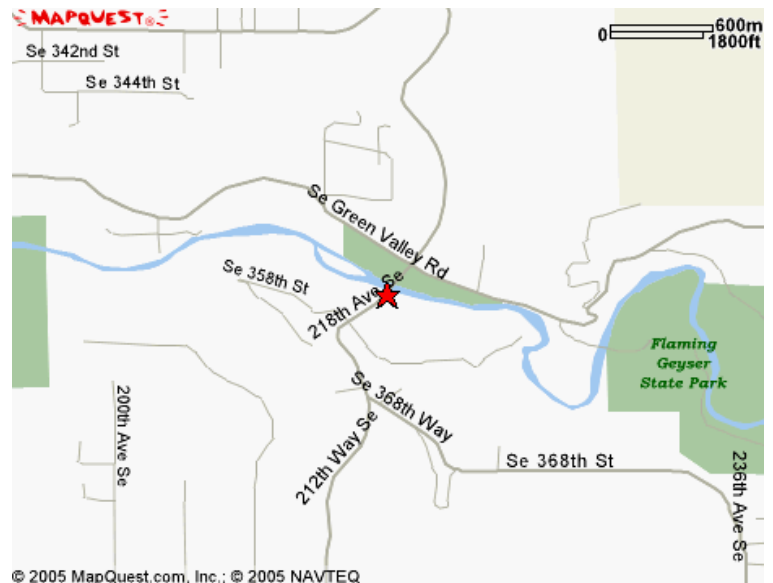 MAPQUEST®
600m
0
1800ft
Se 342nd St
Se 344th St
Se Green Valley Rd
Se 358th St
218th Ave Se
Flaming
Geyser
State Park
Se 368th Way
200th Ave Se
212th Way Se
Se 368th St
236th Ave Se
© 2005 MapQuest.com, Inc.; © 2005 NAVTEQ